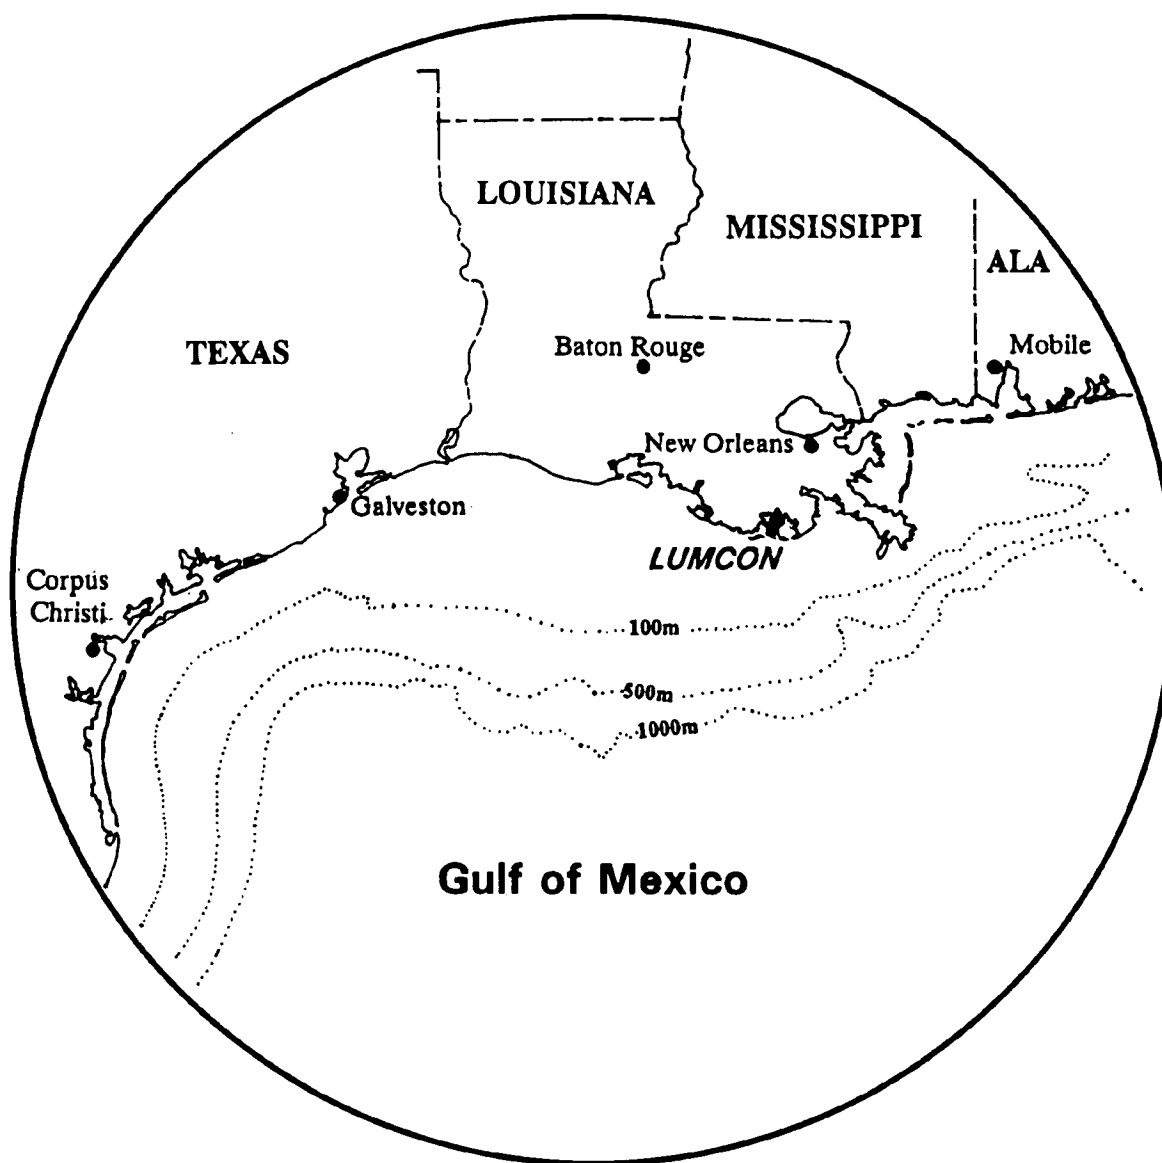 LOUISIANA
MISSISSIPPI
ALA
TEXAS
Baton Rouge
Mobile
New Orleans
Galveston
LUMCON
Corpus
Christi
100m
500m
1000m
Gulf of Mexico